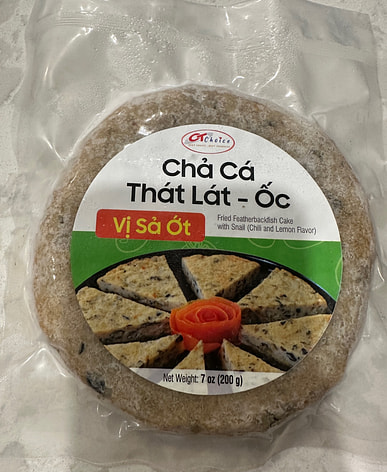 OT Choice
Chả Cá
Thát Lát - Ốc
Vị Sả Ớt
Fried Featherbackfish Cake
with Snail (Chili and Lemon Flavor)
Net Weight: 7 oz (200 g)